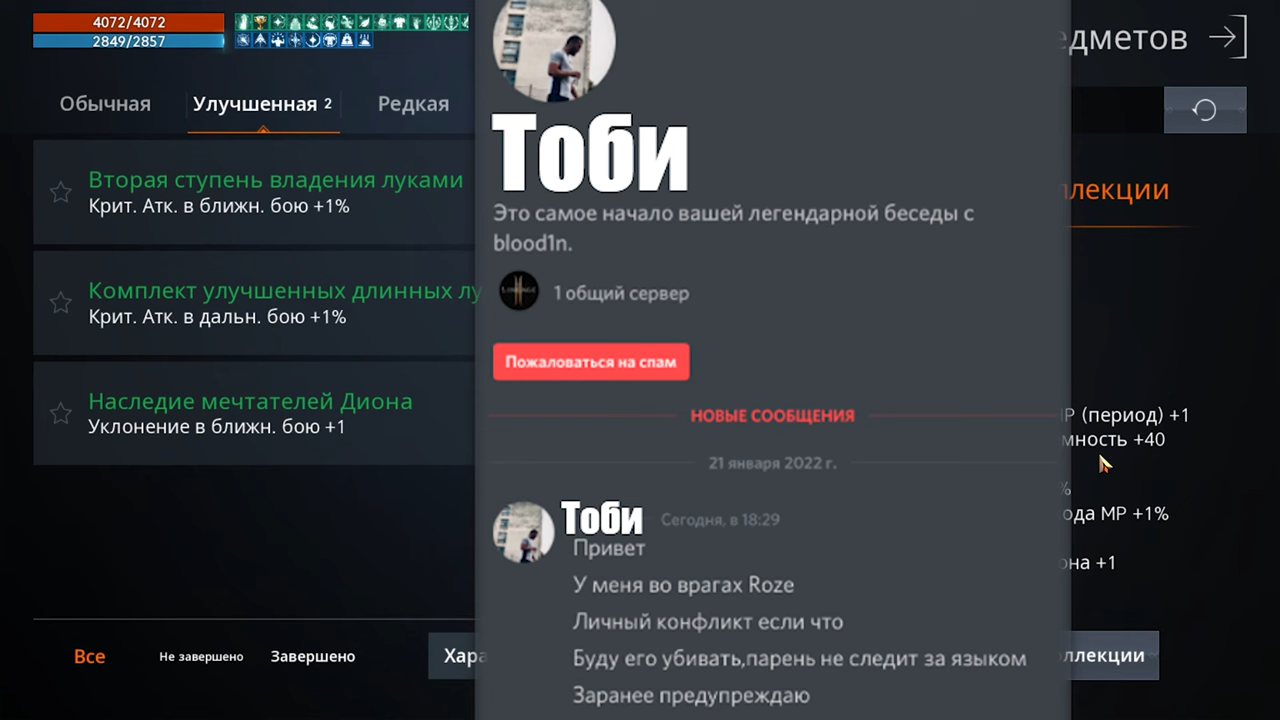 4072/4072
2849/2857
едметов
Обычная
Улучшенная 2
Редкая
Вторая ступень владения луками
Крит. Атк. в ближн. бою +1%
Комплект улучшенных длинных лу
Крит. Атк. в дальн. бою +1%
Наследие мечтателей Диона
Уклонение в ближн. бою +1
Все
Не завершено
Завершено
Хара
Тоби
Это самое начало вашей легендарной беседы с
blood1n.
1 общий сервер
Пожаловаться на спам
НОВЫЕ СООБЩЕНИЯ
21 января 2022 г.
Тоби
Сегодня, в 18:29
Привет
У меня во врагах Roze
Личный конфликт если что
Буду его убивать,парень не следит за языком
Заранее предупреждаю
ллекции
P (период) +1
мность +40
%
ода MP +1%
она +1
ллекции